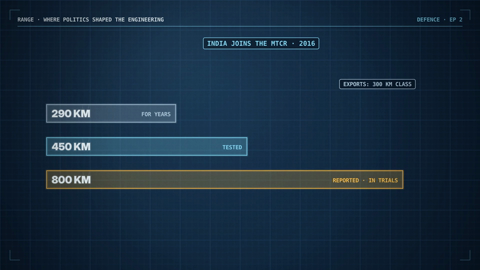 RANGE · WHERE POLITICS SHAPED THE ENGINEERING
DEFENCE · EP 2
INDIA JOINS THE MTCR · 2016
EXPORTS: 300 KM CLASS
290 KM FOR YEARS
450 KM TESTED
800 KM REPORTED · IN TRIALS